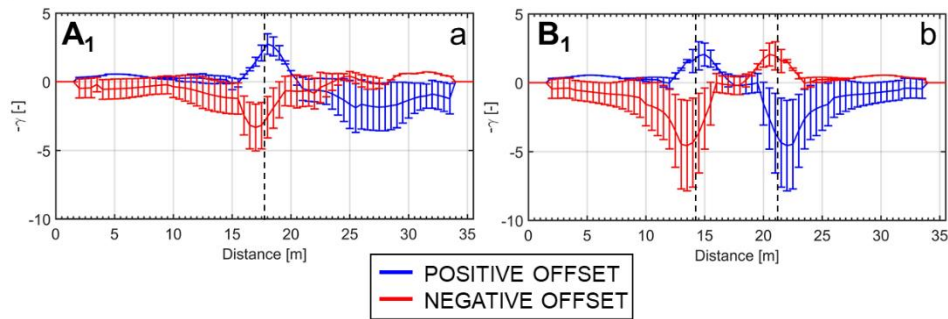 A1 a
5
0
-5
-10
-γ [-]
0 5 10 15 20 25 30 35
Distance [m]
B1 b
5
0
-5
-10
-γ [-]
0 5 10 15 20 25 30 35
Distance [m]
POSITIVE OFFSET
NEGATIVE OFFSET